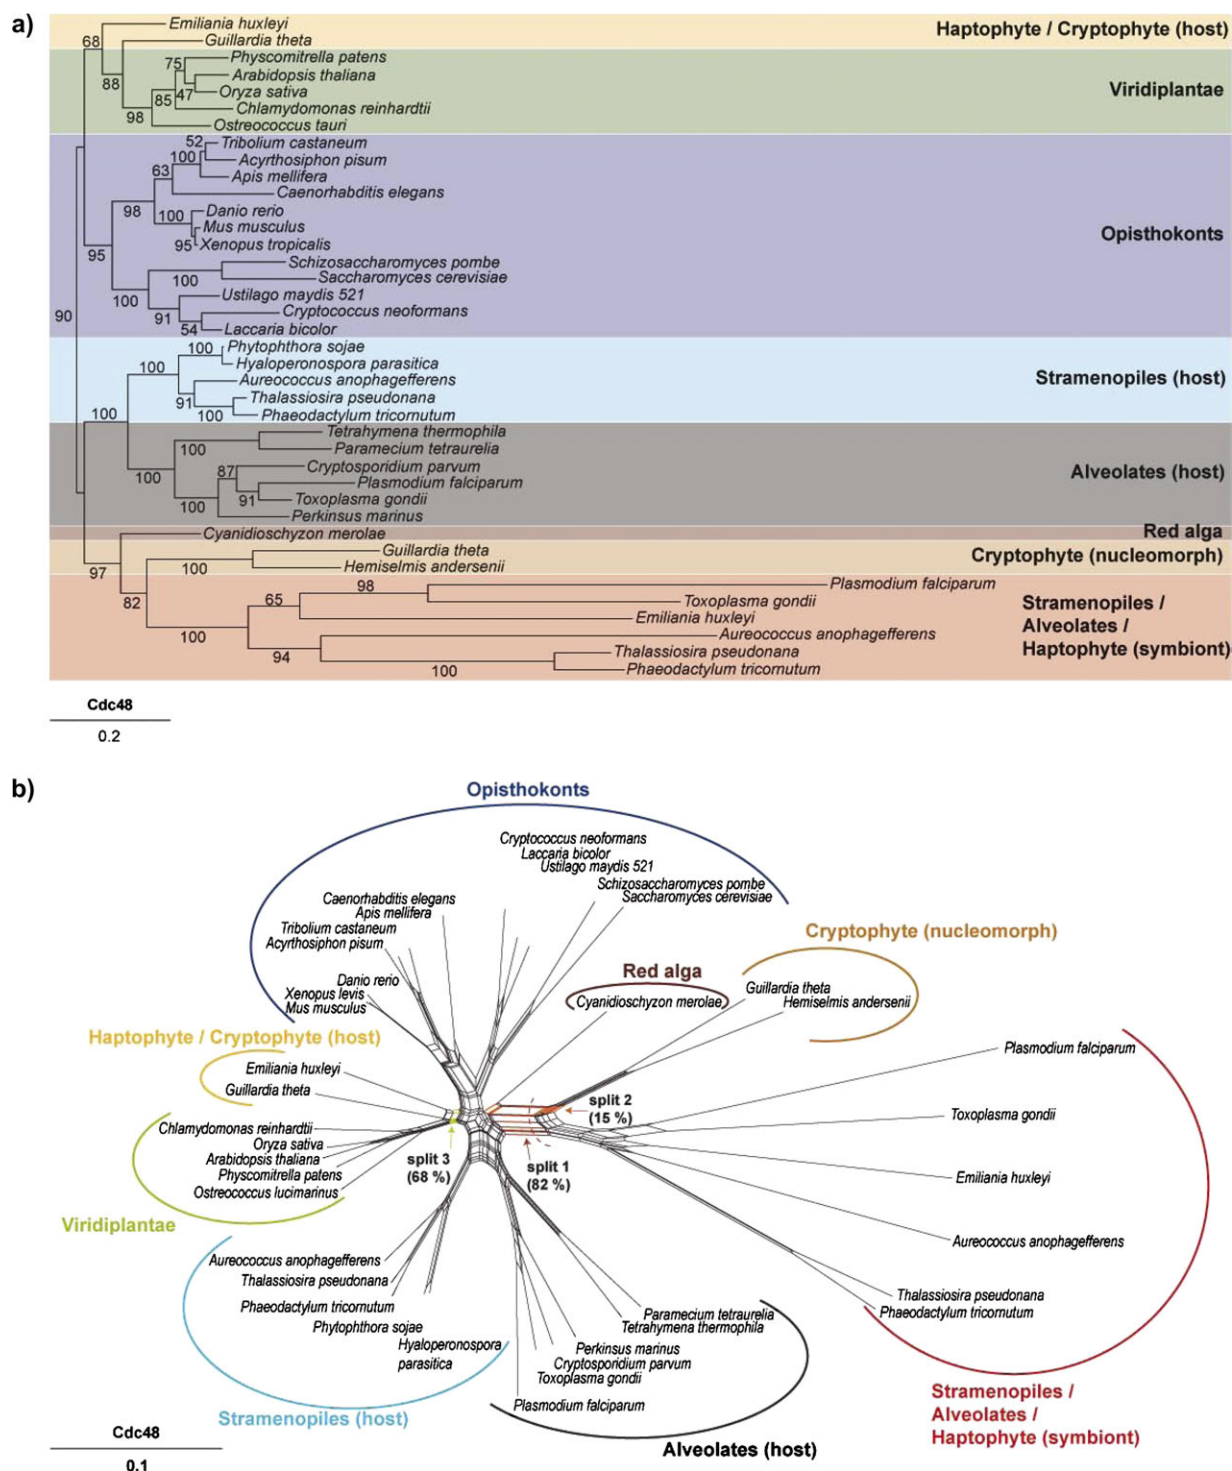 a)
Emiliania huxleyi
Haptophyte / Cryptophyte (host)
68
Guillardia theta
88
75
Physcomitrella patens
Arabidopsis thaliana
Viridiplantae
85
47
Oryza sativa
98
Chlamydomonas reinhardtii
Ostreococcus tauri
52
Tribolium castaneum
100
Acyrthosiphon pisum
63
Apis mellifera
Caenorhabditis elegans
98
100
Danio rerio
Mus musculus
Opisthokonts
95
95
Xenopus tropicalis
Schizosaccharomyces pombe
100
Saccharomyces cerevisiae
100
Ustilago maydis 521
90
91
Cryptococcus neoformans
54
Laccaria bicolor
100
Phytophthora sojae
100
Hyaloperonospora parasitica
Aureococcus anophagefferens
Stramenopiles (host)
91
Thalassiosira pseudonana
100
100
Phaeodactylum tricornutum
Tetrahymena thermophila
100
Paramecium tetraurelia
100
87
Cryptosporidium parvum
Alveolates (host)
Plasmodium falciparum
100
91
Toxoplasma gondii
Perkinsus marinus
Cyanidioschyzon merolae
Red alga
Guillardia theta
Cryptophyte (nucleomorph)
97
100
Hemiselmis andersenii
98
Plasmodium falciparum
82
65
Toxoplasma gondii
Stramenopiles /
Alveolates /
Haptophyte (symbiont)
Emiliania huxleyi
100
Aureococcus anophagefferens
94
Thalassiosira pseudonana
100
Phaeodactylum tricornutum
Cdc48
0.2
b)
Opisthokonts
Cryptococcus neoformans
Laccaria bicolor
Ustilago maydis 521
Schizosaccharomyces pombe
Saccharomyces cerevisiae
Caenorhabditis elegans
Apis mellifera
Tribolium castaneum
Acyrthosiphon pisum
Danio rerio
Xenopus levis
Mus musculus
Cryptophyte (nucleomorph)
Red alga
Cyanidioschyzon merolae
Guillardia theta
Hemiselmis andersenii
Haptophyte / Cryptophyte (host)
Emiliania huxleyi
Guillardia theta
Plasmodium falciparum
Toxoplasma gondii
Emiliania huxleyi
Aureococcus anophagefferens
Thalassiosira pseudonana
Phaeodactylum tricornutum
split 2
(15 %)
split 3
(68 %)
split 1
(82 %)
Chlamydomonas reinhardtii
Oryza sativa
Arabidopsis thaliana
Physcomitrella patens
Ostreococcus lucimarinus
Viridiplantae
Aureococcus anophagefferens
Thalassiosira pseudonana
Phaeodactylum tricornutum
Phytophthora sojae
Hyaloperonospora
parasitica
Stramenopiles (host)
Paramecium tetraurelia
Tetrahymena thermophila
Perkinsus marinus
Cryptosporidium parvum
Toxoplasma gondii
Plasmodium falciparum
Alveolates (host)
Stramenopiles /
Alveolates /
Haptophyte (symbiont)
Cdc48
0.1